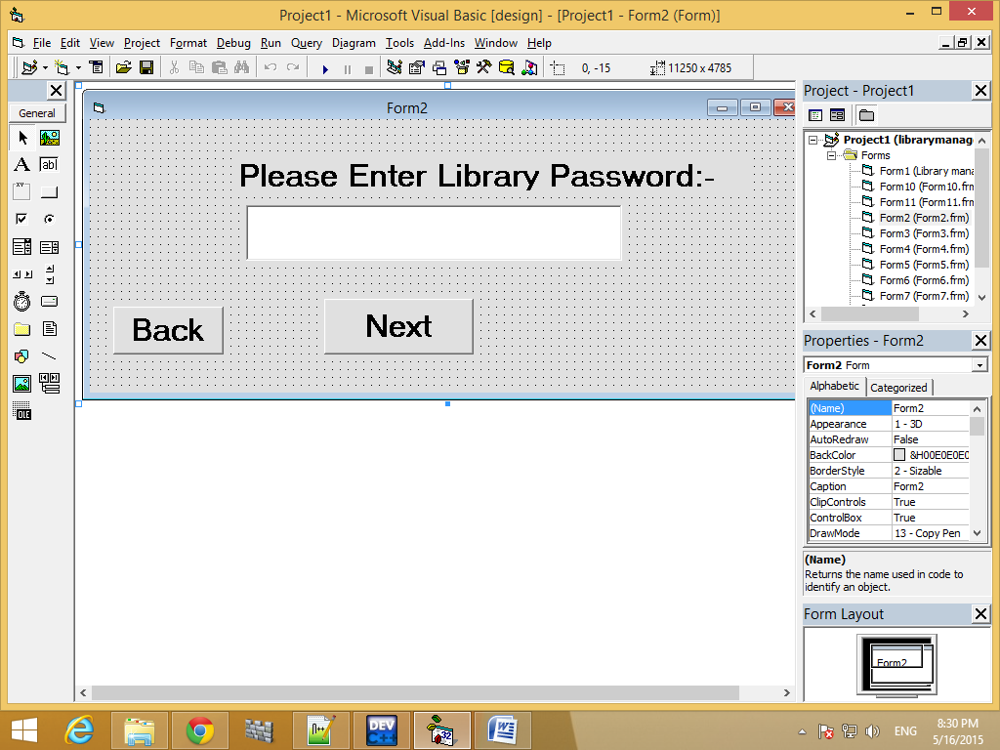 Project1 - Microsoft Visual Basic [design] - [Project1 - Form2 (Form)]
File Edit View Project Format Debug Run Query Diagram Tools Add-Ins Window Help
0, -15 11250 x 4785
General
A ab|
xy
OLE
Form2
Please Enter Library Password:-
Back Next
Project - Project1
Project1 (librarymanag
Forms
Form1 (Library mana
Form10 (Form10.frm
Form11 (Form11.frm
Form2 (Form2.frm)
Form3 (Form3.frm)
Form4 (Form4.frm)
Form5 (Form5.frm)
Form6 (Form6.frm)
Form7 (Form7.frm)
Properties - Form2
Form2 Form
Alphabetic Categorized
(Name) Form2
Appearance 1 - 3D
AutoRedraw False
BackColor &H00E0E0E0
BorderStyle 2 - Sizable
Caption Form2
ClipControls True
ControlBox True
DrawMode 13 - Copy Pen
(Name)
Returns the name used in code to
identify an object.
Form Layout
Form2
DEV
C++
32
ENG
8:30 PM
5/16/2015